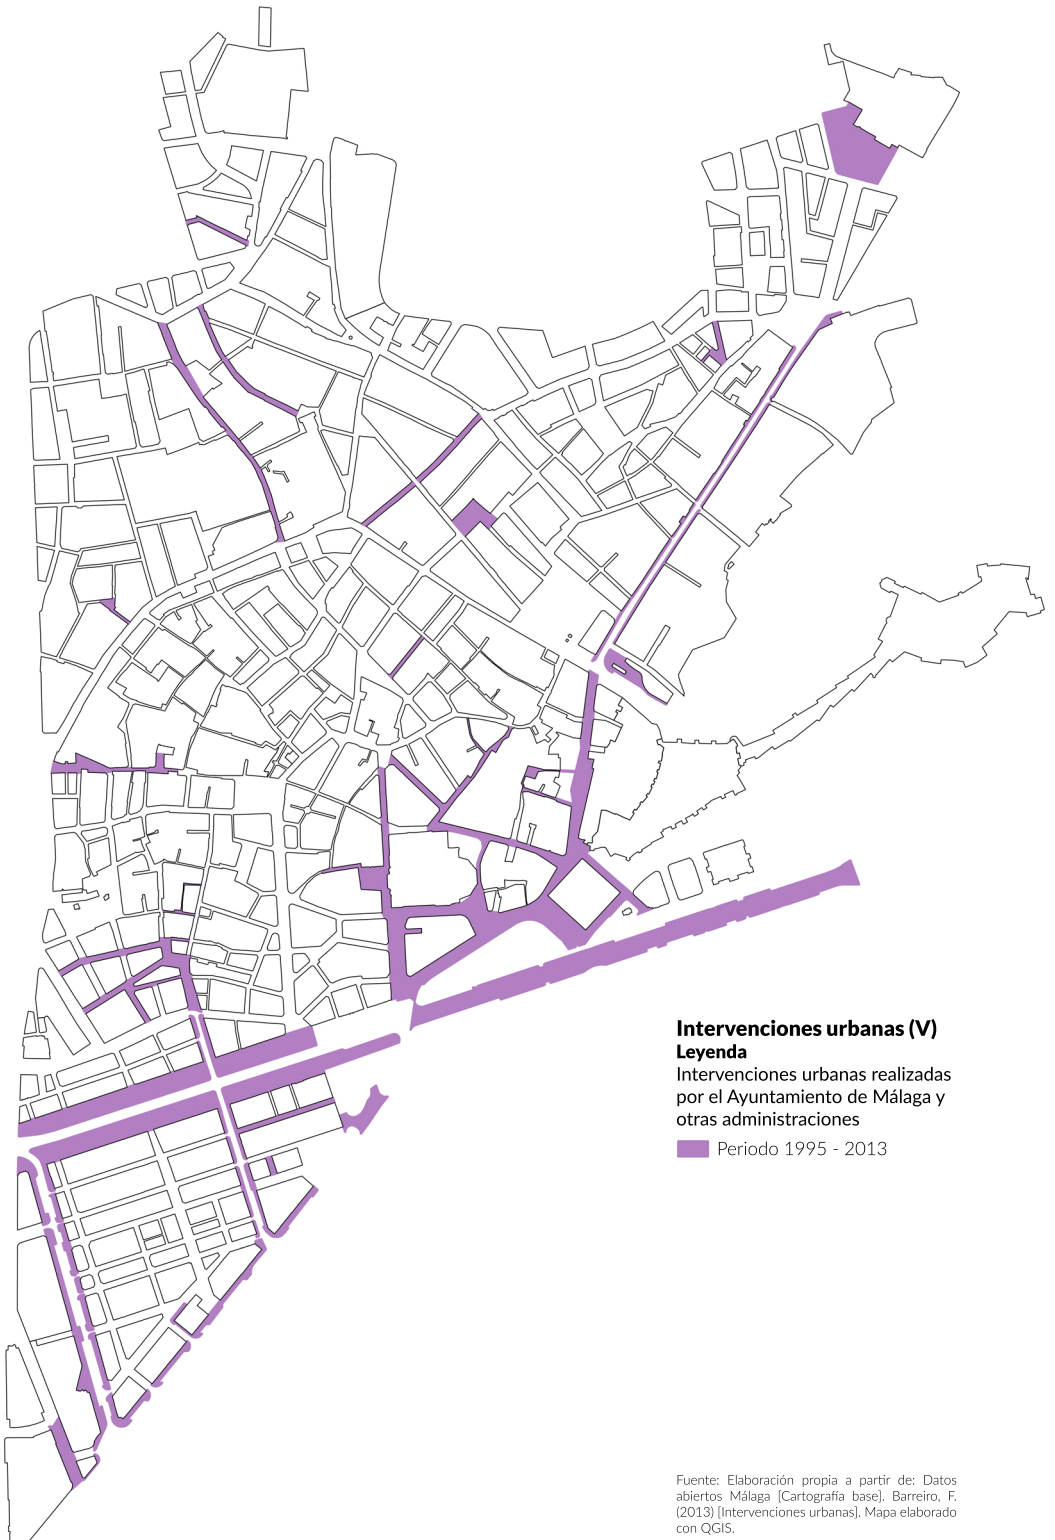 Intervenciones urbanas (V)
Leyenda
Intervenciones urbanas realizadas
por el Ayuntamiento de Málaga y
otras administraciones
Periodo 1995 - 2013
Fuente: Elaboración propia a partir de: Datos
abiertos Málaga [Cartografía base]. Barreiro, F.
(2013) [Intervenciones urbanas]. Mapa elaborado
con QGIS.